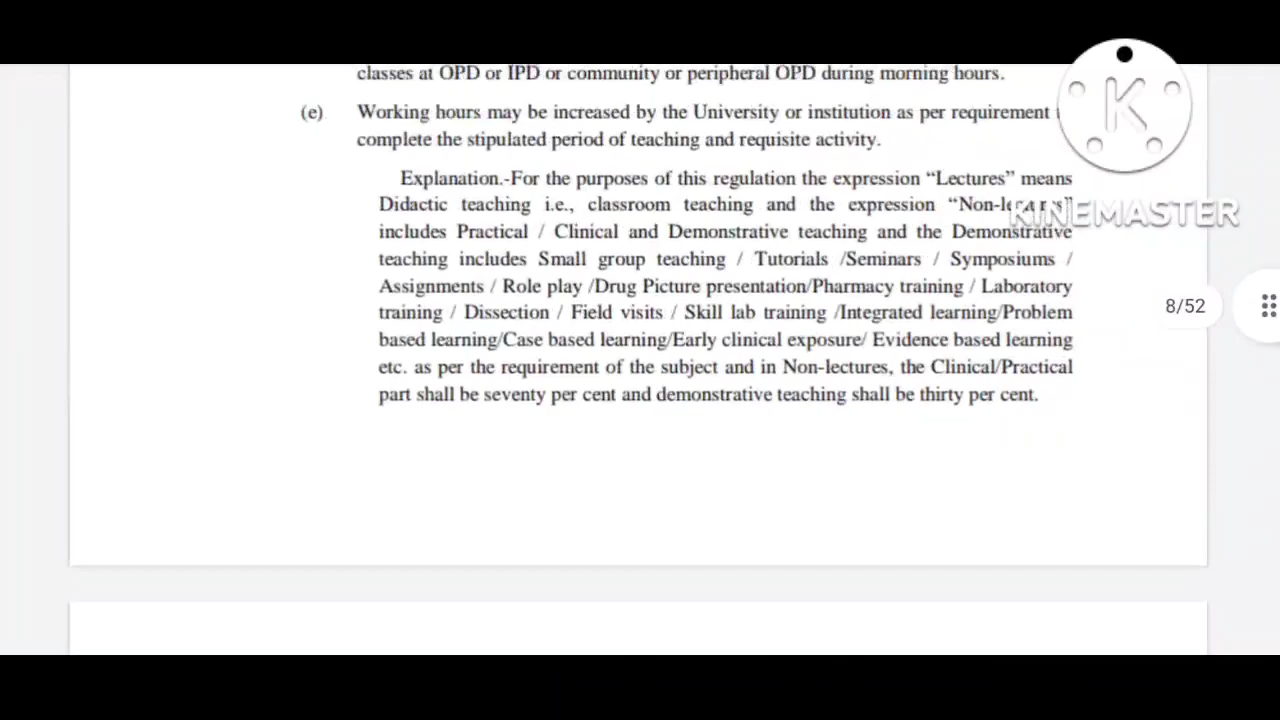 classes at OPD or IPD or community or peripheral OPD during morning hours.
(e) Working hours may be increased by the University or institution as per requirement
complete the stipulated period of teaching and requisite activity.
Explanation.-For the purposes of this regulation the expression “Lectures” means
Didactic teaching i.e., classroom teaching and the expression
includes Practical / Clinical and Demonstrative teaching and the Demonstrative
teaching includes Small group teaching / Tutorials /Seminars / Symposiums /
Assignments / Role play /Drug Picture presentation/Pharmacy training / Laboratory
training / Dissection / Field visits / Skill lab training /Integrated learning/Problem
based learning/Case based learning/Early clinical exposure/ Evidence based learning
etc. as per the requirement of the subject and in Non-lectures, the Clinical/Practical
part shall be seventy per cent and demonstrative teaching shall be thirty per cent.
K
KINEMASTER
8/52